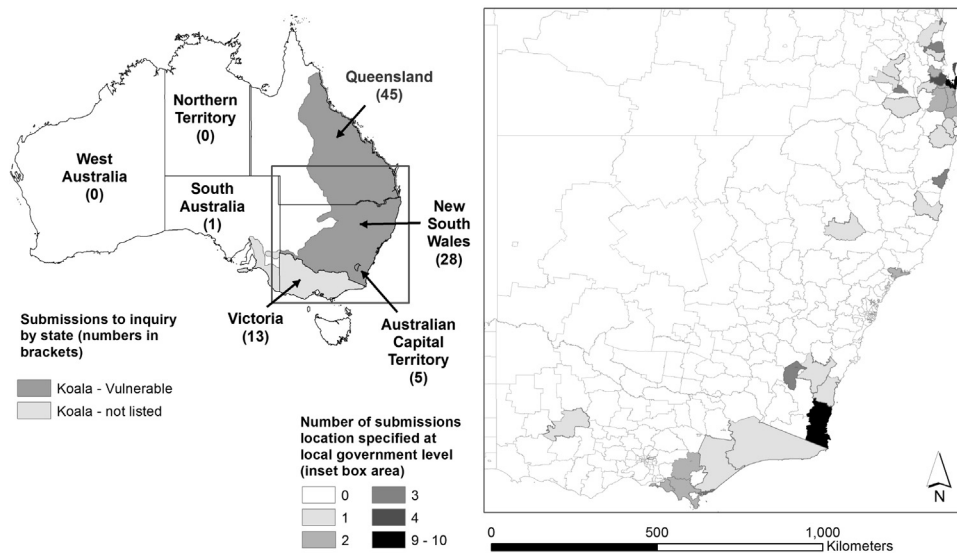 Queensland
(45)
Northern
Territory
(0)
West
Australia
(0)
South
Australia
(1)
New
South
Wales
(28)
0
Victoria
(13)
Australian
Capital
Territory
(5)
Submissions to inquiry
by state (numbers in
brackets)
Koala - Vulnerable
Koala - not listed
Number of submissions
location specified at
local government level
(inset box area)
0 3
1 4
2 9 - 10
N
0 500 1,000
Kilometers